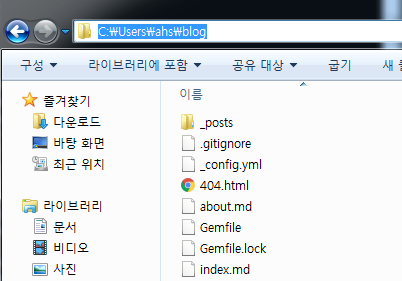 C:₩Users₩ahs₩blog
구성 라이브러리에 포함 공유 대상 굽기 새
이름
즐겨찾기
다운로드
바탕 화면
최근 위치
라이브러리
문서
비디오
사진
_posts
.gitignore
_config.yml
404.html
about.md
Gemfile
Gemfile.lock
index.md